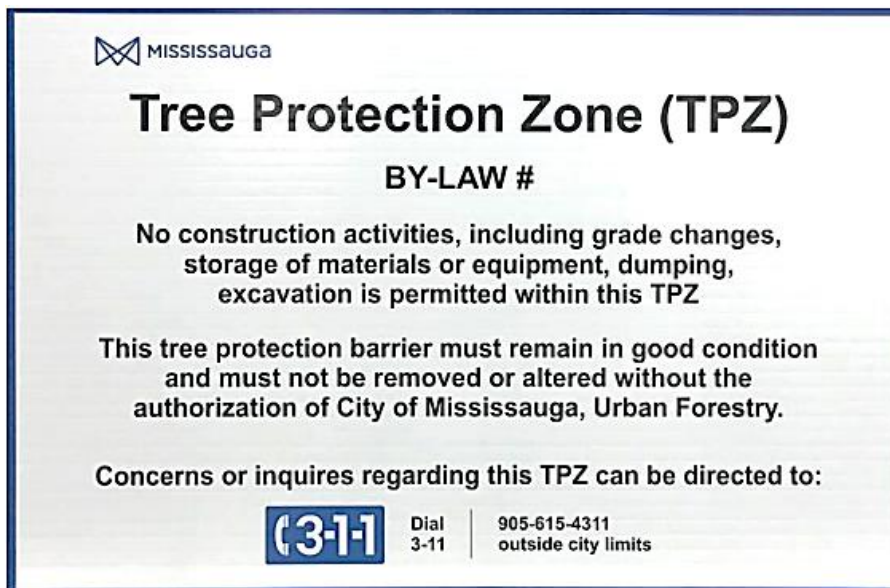 MISSISSAUGA
Tree Protection Zone (TPZ)
BY-LAW #
No construction activities, including grade changes,
storage of materials or equipment, dumping,
excavation is permitted within this TPZ
This tree protection barrier must remain in good condition
and must not be removed or altered without the
authorization of City of Mississauga, Urban Forestry.
Concerns or inquires regarding this TPZ can be directed to:
3-1-1
Dial
3-11
905-615-4311
outside city limits